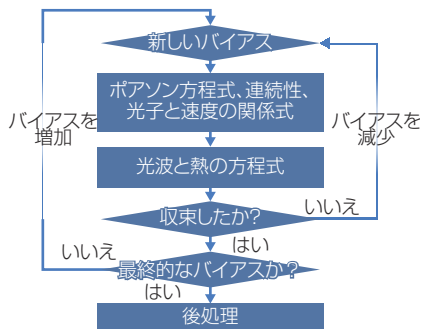 新しいバイアス
ポアソン方程式、連続性、
光子と速度の関係式
バイアスを
増加
バイアスを
減少
光波と熱の方程式
収束したか?
いいえ
はい
いいえ
最終的なバイアスか?
はい
後処理